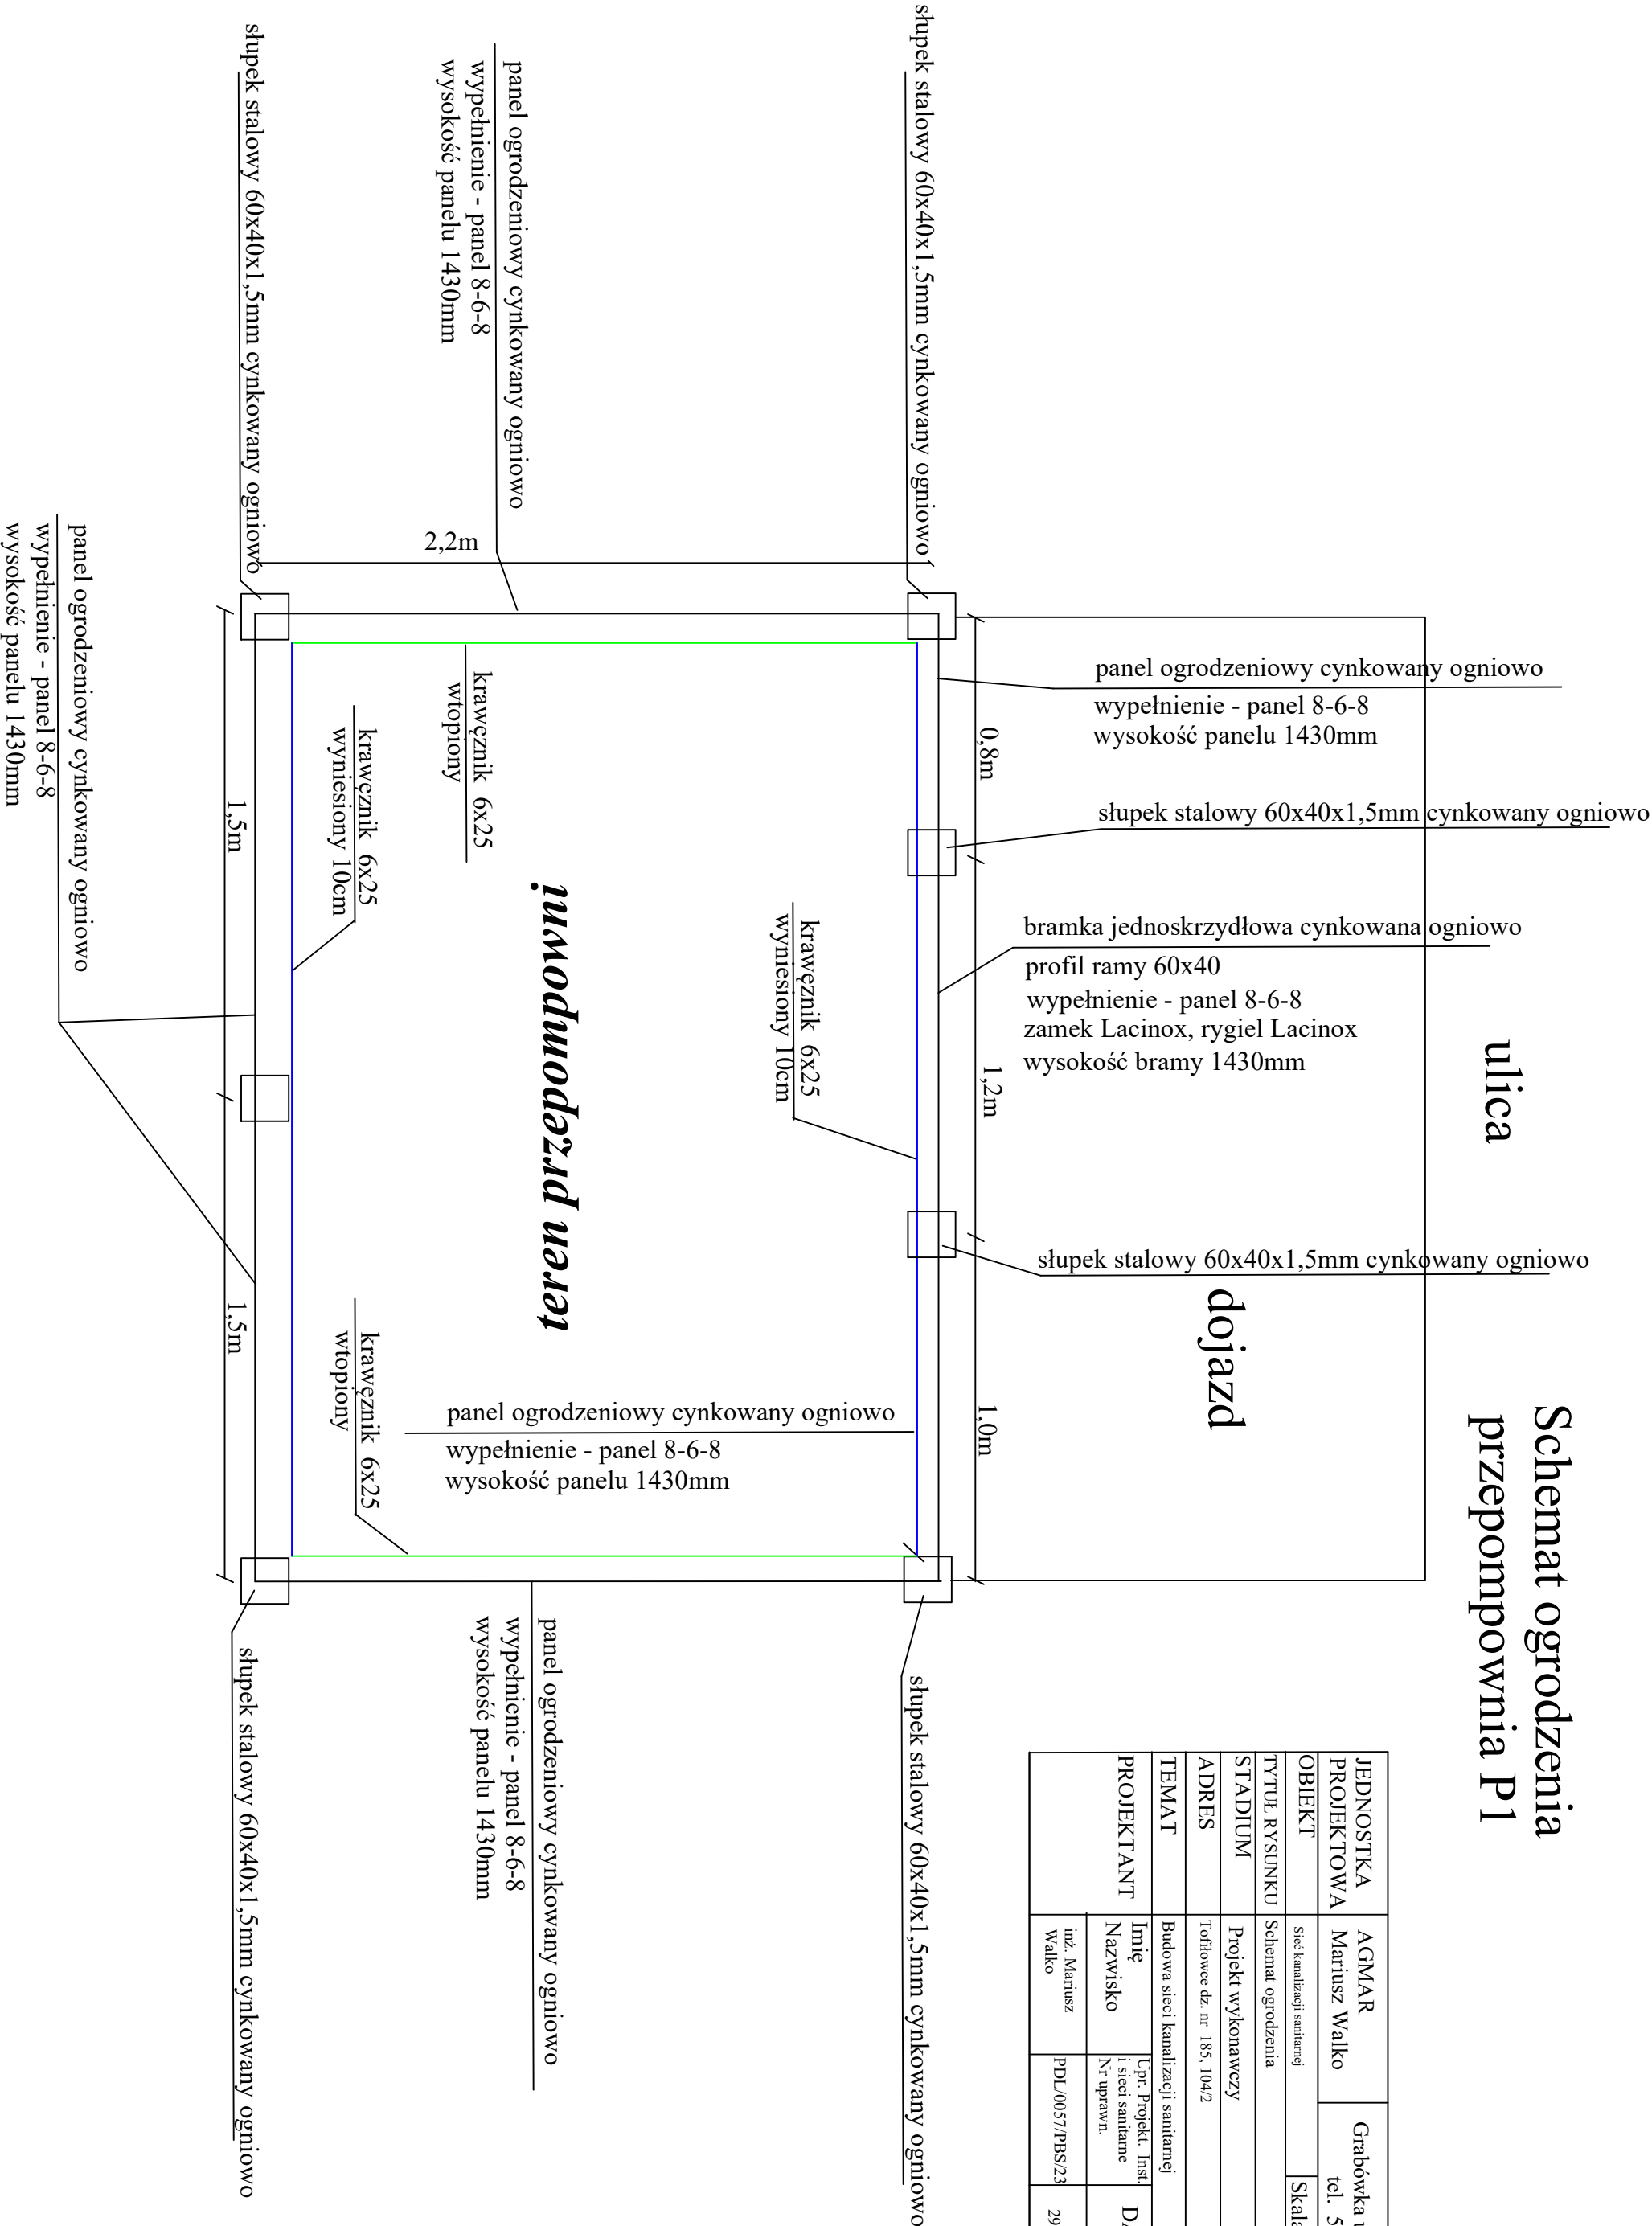 Schemat ogrodzenia
przepompownia P1
ulica
dojazd
słupek stalowy 60x40x1,5mm cynkowany ogniowo
panel ogrodzeniowy cynkowany ogniowo
wypełnienie - panel 8-6-8
wysokość panelu 1430mm
słupek stalowy 60x40x1,5mm cynkowany ogniowo
2,2m
panel ogrodzeniowy cynkowany ogniowo
wypełnienie - panel 8-6-8
wysokość panelu 1430mm
0,8m
słupek stalowy 60x40x1,5mm cynkowany ogniowo
bramka jednoskrzydłowa cynkowana ogniowo
profil ramy 60x40
wypełnienie - panel 8-6-8
zamek Lacinox, rygiel Lacinox
wysokość bramy 1430mm
1,2m
słupek stalowy 60x40x1,5mm cynkowany ogniowo
1,0m
krawęznik 6x25
wtopiony
krawęznik 6x25
wyniesiony 10cm
krawęznik 6x25
wyniesiony 10cm
teren przepompowni
krawęznik 6x25
wtopiony
panel ogrodzeniowy cynkowany ogniowo
wypełnienie - panel 8-6-8
wysokość panelu 1430mm
1,5m
1,5m
panel ogrodzeniowy cynkowany ogniowo
wypełnienie - panel 8-6-8
wysokość panelu 1430mm
panel ogrodzeniowy cynkowany ogniowo
wypełnienie - panel 8-6-8
wysokość panelu 1430mm
słupek stalowy 60x40x1,5mm cynkowany ogniowo
słupek stalowy 60x40x1,5mm cynkowany ogniowo
JEDNOSTKA
PROJEKTOWA
AGMAR
Mariusz Walko
Grabówka u
tel. 5
OBIEKT
Sieć kanalizacji sanitarnej
Skala
TYTUŁ RYSUNKU
Schemat ogrodzenia
STADIUM
Projekt wykonawczy
ADRES
Tofiłowce dz. nr 185, 104/2
TEMAT
Budowa sieci kanalizacji sanitarnej
PROJEKTANT
Imię
Nazwisko
Upr. Projekt. Inst.
i sieci sanitarne
Nr uprawn.
inż. Mariusz
Walko
PDL/0057/PBS/23
29